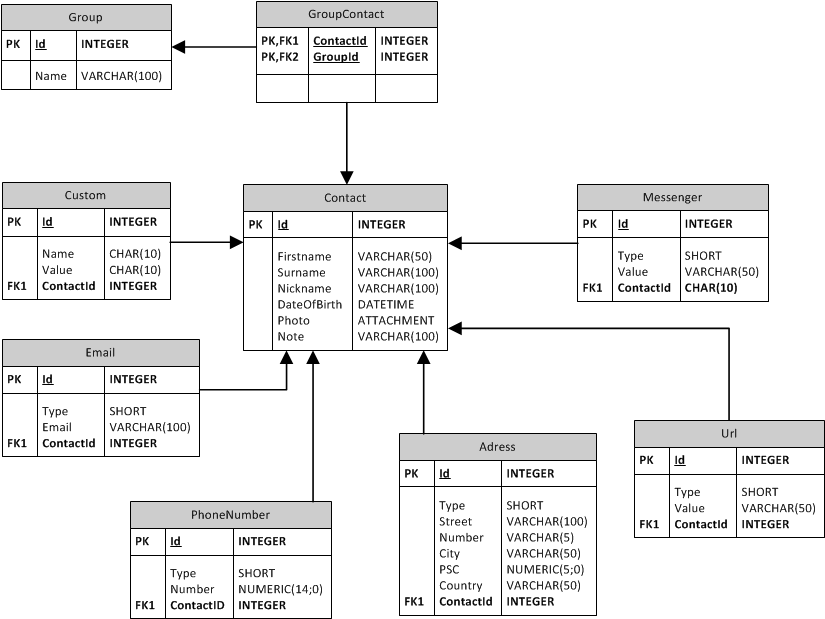 Group
PK Id INTEGER
Name VARCHAR(100)
GroupContact
PK,FK1 ContactId INTEGER
PK,FK2 GroupId INTEGER
Custom
PK Id INTEGER
Name CHAR(10)
Value CHAR(10)
FK1 ContactId INTEGER
Contact
PK Id INTEGER
Firstname VARCHAR(50)
Surname VARCHAR(100)
Nickname VARCHAR(100)
DateOfBirth DATETIME
Photo ATTACHMENT
Note VARCHAR(100)
Messenger
PK Id INTEGER
Type SHORT
Value VARCHAR(50)
FK1 ContactId CHAR(10)
Email
PK Id INTEGER
Type SHORT
Email VARCHAR(100)
FK1 ContactId INTEGER
PhoneNumber
PK Id INTEGER
Type SHORT
Number NUMERIC(14;0)
FK1 ContactID INTEGER
Adress
PK Id INTEGER
Type SHORT
Street VARCHAR(100)
Number VARCHAR(5)
City VARCHAR(50)
PSC NUMERIC(5;0)
Country VARCHAR(50)
FK1 ContactId INTEGER
Url
PK Id INTEGER
Type SHORT
Value VARCHAR(50)
FK1 ContactId INTEGER